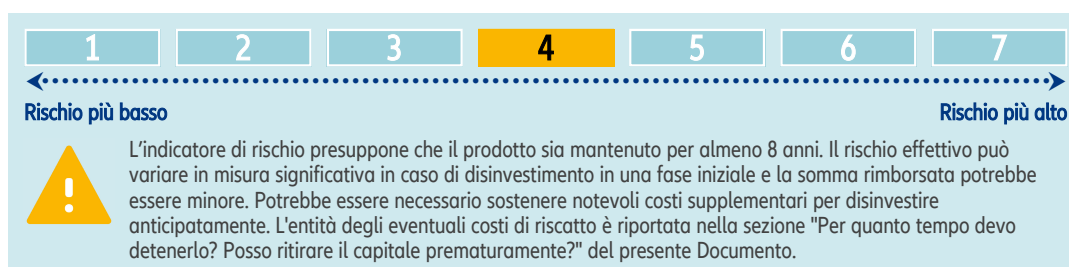 1 2 3 4 5 6 7
Rischio più basso Rischio più alto
L'indicatore di rischio presuppone che il prodotto sia mantenuto per almeno 8 anni. Il rischio effettivo può
variare in misura significativa in caso di disinvestimento in una fase iniziale e la somma rimborsata potrebbe
essere minore. Potrebbe essere necessario sostenere notevoli costi supplementari per disinvestire
anticipatamente. L'entità degli eventuali costi di riscatto è riportata nella sezione "Per quanto tempo devo
detenerlo? Posso ritirare il capitale prematuramente?" del presente Documento.